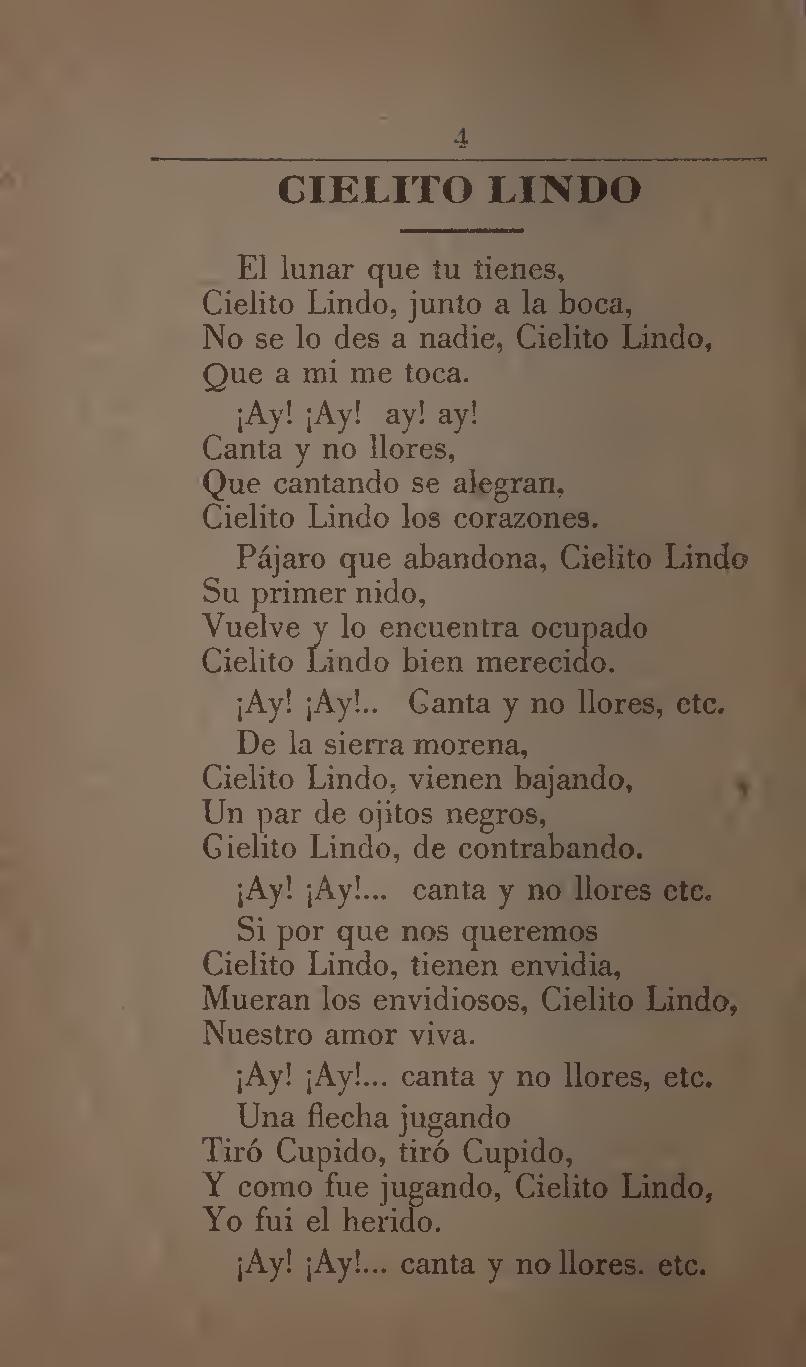 4
CIELITO LINDO
El lunar que tu tienes,
Cielito Lindo, junto a la boca,
No se lo des a nadie, Cielito Lindo,
Que a mi me toca.
¡Ay! ¡Ay! ay! ay!
Canta y no llores,
Que cantando se alegran,
Cielito Lindo los corazones.
Pájaro que abandona, Cielito Lindo
Su primer nido,
Vuelve y lo encuentra ocupado
Cielito Lindo bien merecido.
¡Ay! ¡Ay!.. Ganta y no llores, etc.
De la sierra morena,
Cielito Lindo, vienen bajando,
Un par de ojitos negros,
Gielito Lindo, de contrabando.
¡Ay! ¡Ay!... canta y no llores etc.
Si por que nos queremos
Cielito Lindo, tienen envidia,
Mueran los envidiosos, Cielito Lindo,
Nuestro amor viva.
¡Ay! ¡Ay!... canta y no llores, etc.
Una flecha jugando
Tiró Cupido, tiró Cupido,
Y como fue jugando, Cielito Lindo,
Yo fui el herido.
¡Ay! ¡Ay!... canta y no llores. etc.